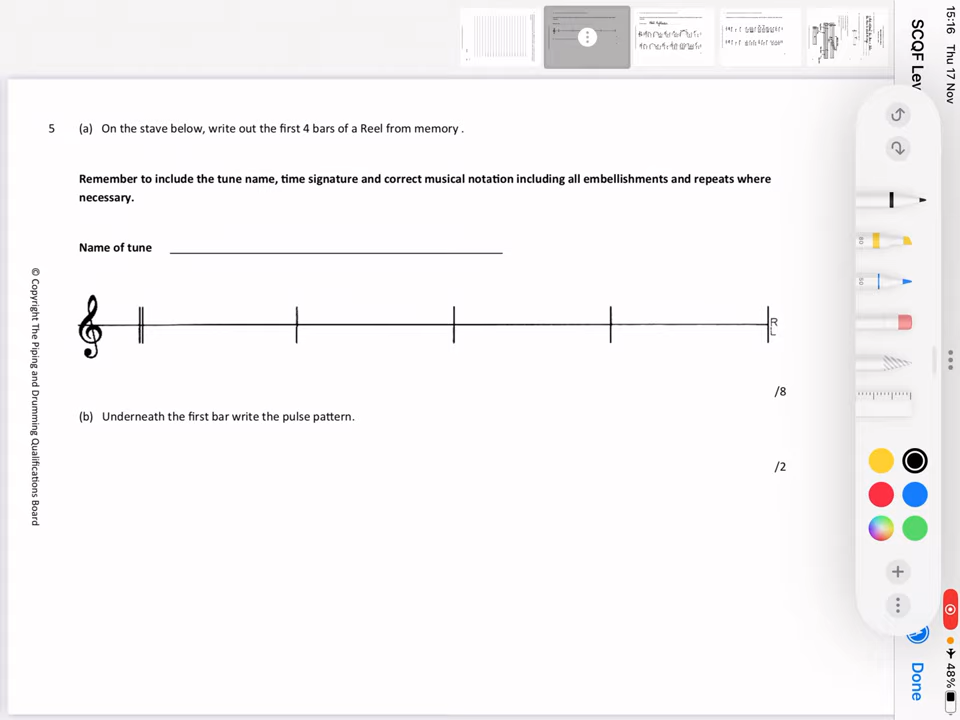 15:16 Thu 17 Nov
SCQF Lev
5 (a) On the stave below, write out the first 4 bars of a Reel from memory .
Remember to include the tune name, time signature and correct musical notation including all embellishments and repeats where
necessary.
Name of tune
R
L
/8
(b) Underneath the first bar write the pulse pattern.
/2
© Copyright The Piping and Drumming Qualifications Board
80
50
48%
Done